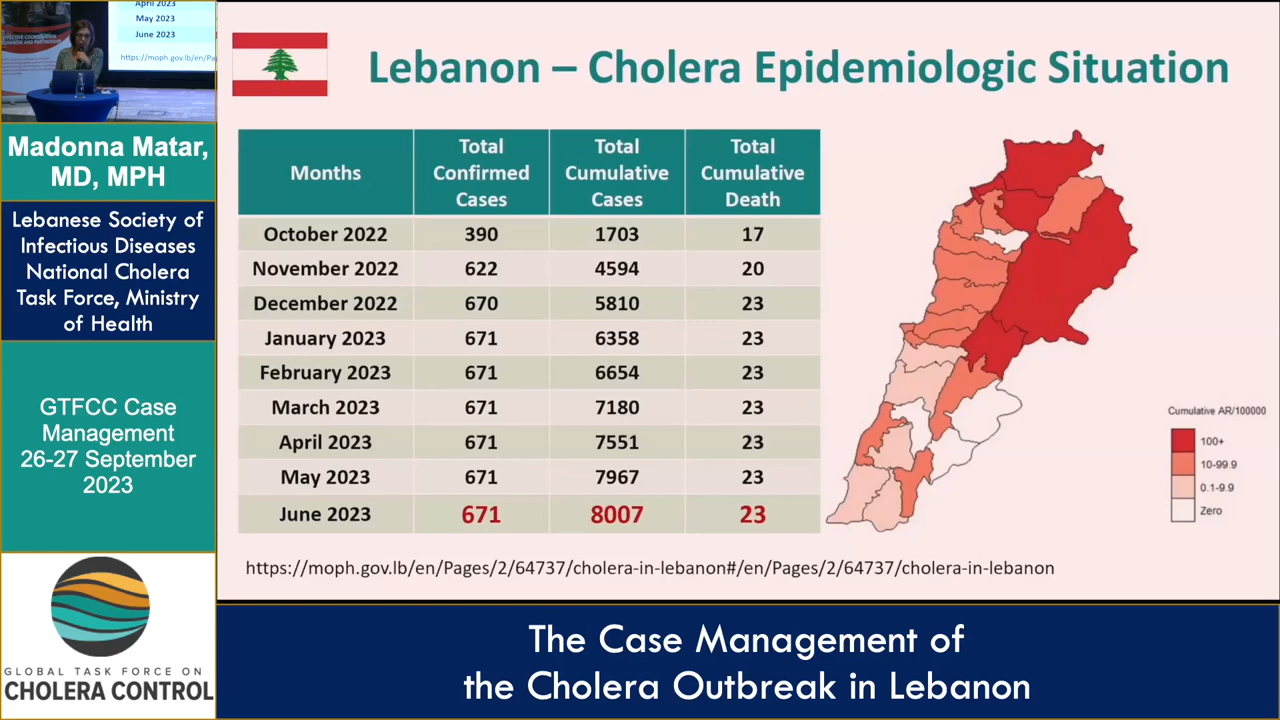 April 2023
May 2023
June 2023
https://moph.gov.lb/en/Pa
Madonna Matar,
MD, MPH
Lebanese Society of
Infectious Diseases
National Cholera
Task Force, Ministry
of Health
GTFCC Case
Management
26-27 September
2023
GLOBAL TASK FORCE ON
CHOLERA CONTROL
Lebanon – Cholera Epidemiologic Situation
Months Total Confirmed Cases Total Cumulative Cases Total Cumulative Death
October 2022 390 1703 17
November 2022 622 4594 20
December 2022 670 5810 23
January 2023 671 6358 23
February 2023 671 6654 23
March 2023 671 7180 23
April 2023 671 7551 23
May 2023 671 7967 23
June 2023 671 8007 23
Cumulative AR/100000
100+
10-99.9
0.1-9.9
Zero
https://moph.gov.lb/en/Pages/2/64737/cholera-in-lebanon#/en/Pages/2/64737/cholera-in-lebanon
The Case Management of
the Cholera Outbreak in Lebanon